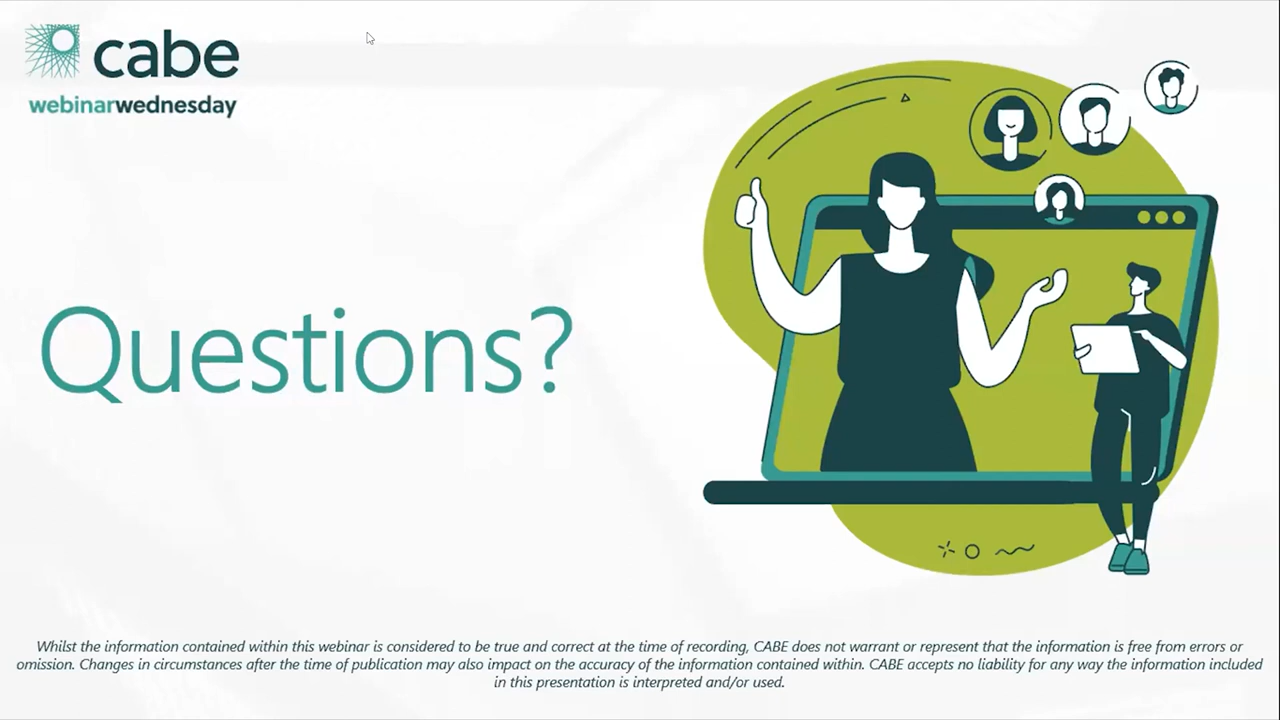 cabe
webinarwednesday
Questions?
Whilst the information contained within this webinar is considered to be true and correct at the time of recording, CABE does not warrant or represent that the information is free from errors or
omission. Changes in circumstances after the time of publication may also impact on the accuracy of the information contained within. CABE accepts no liability for any way the information included
in this presentation is interpreted and/or used.